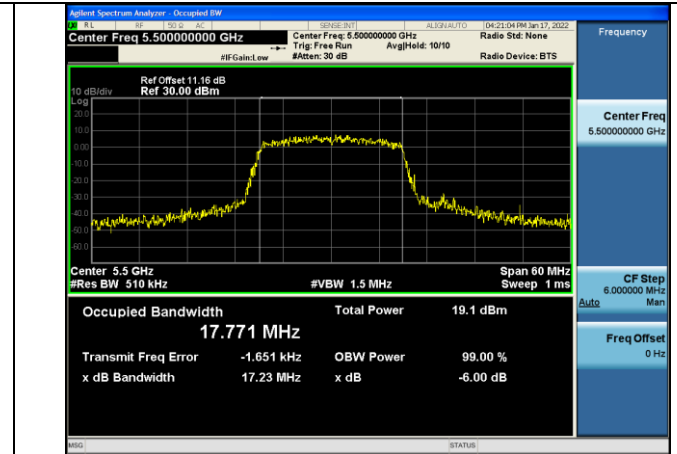 Agilent Spectrum Analyzer - Occupied BW
RL RF 50 Ω AC SENSE:INT ALIGNAUTO 04:21:04 PM Jan 17, 2022
Center Freq 5.500000000 GHz Center Freq: 5.500000000 GHz Radio Std: None
Trig: Free Run Avg|Hold: 10/10
#IFGain:Low #Atten: 30 dB Radio Device: BTS
Frequency
Ref Offset 11.16 dB
10 dB/div Ref 30.00 dBm
Log
20.0
10.0
0.00
-10.0
-20.0
-30.0
-40.0
-50.0
-60.0
Center 5.5 GHz Span 60 MHz
#Res BW 510 kHz #VBW 1.5 MHz Sweep 1 ms
Occupied Bandwidth Total Power 19.1 dBm
17.771 MHz
Transmit Freq Error -1.651 kHz OBW Power 99.00 %
x dB Bandwidth 17.23 MHz x dB -6.00 dB
Center Freq
5.500000000 GHz
CF Step
6.000000 MHz
Auto Man
Freq Offset
0 Hz
MSG STATUS